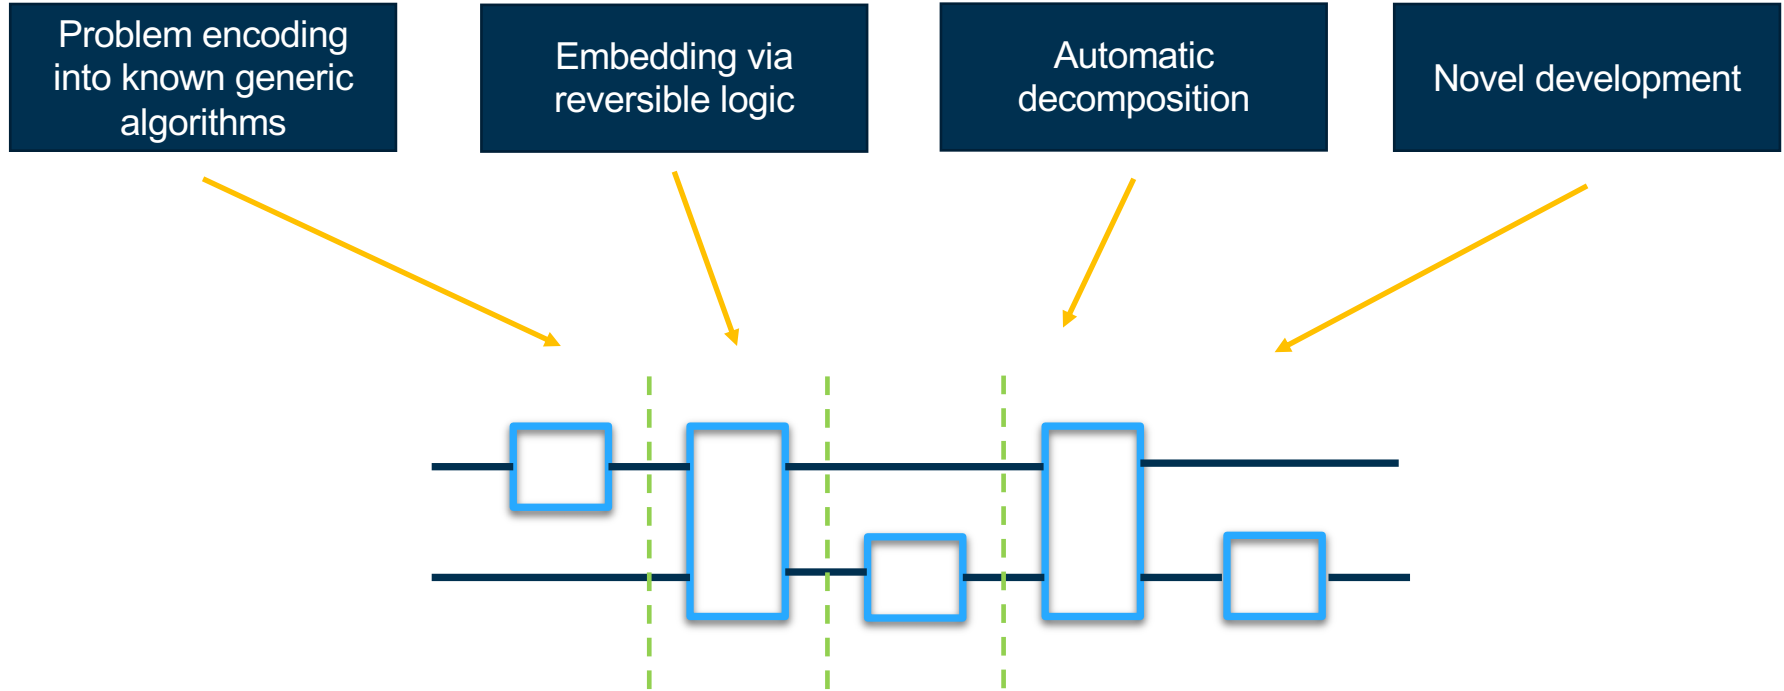 Problem encoding
into known generic
algorithms
Embedding via
reversible logic
Automatic
decomposition
Novel development